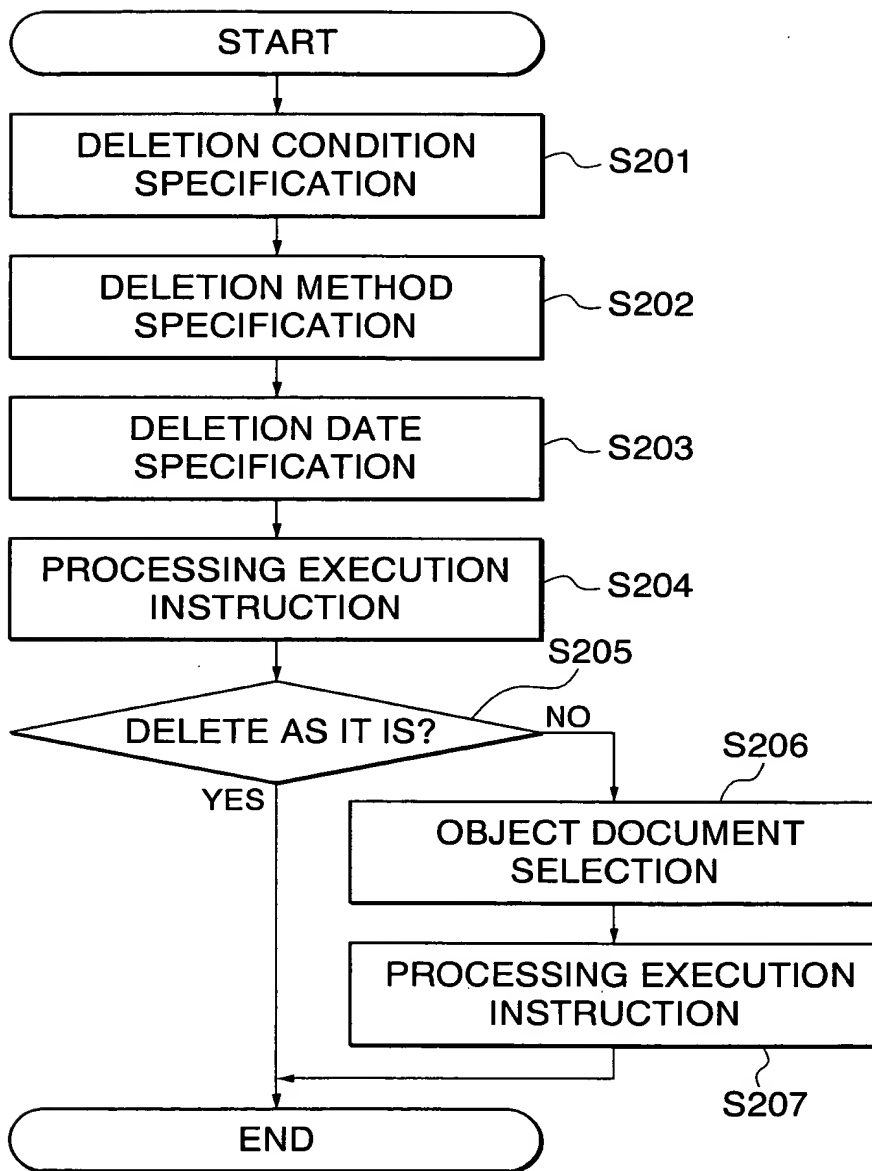 START
DELETION CONDITION
SPECIFICATION
S201
DELETION METHOD
SPECIFICATION
S202
DELETION DATE
SPECIFICATION
S203
PROCESSING EXECUTION
INSTRUCTION
S204
S205
DELETE AS IT IS?
NO
YES
S206
OBJECT DOCUMENT
SELECTION
PROCESSING EXECUTION
INSTRUCTION
S207
END